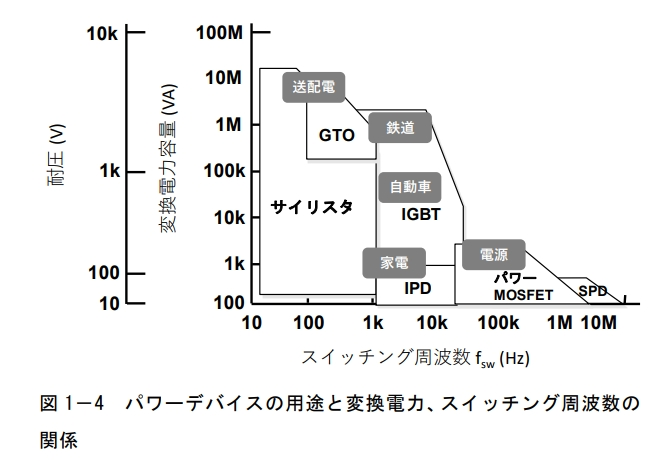 10k
1k
100
10
耐圧 (V)
100M
10M
1M
100k
10k
1k
100
変換電力容量 (VA)
送配電
GTO
鉄道
サイリスタ
自動車
IGBT
家電
IPD
電源
パワー
MOSFET
SPD
10 100 1k 10k 100k 1M 10M
スイッチング周波数 fsw (Hz)
図 1－4　パワーデバイスの用途と変換電力、スイッチング周波数の
関係